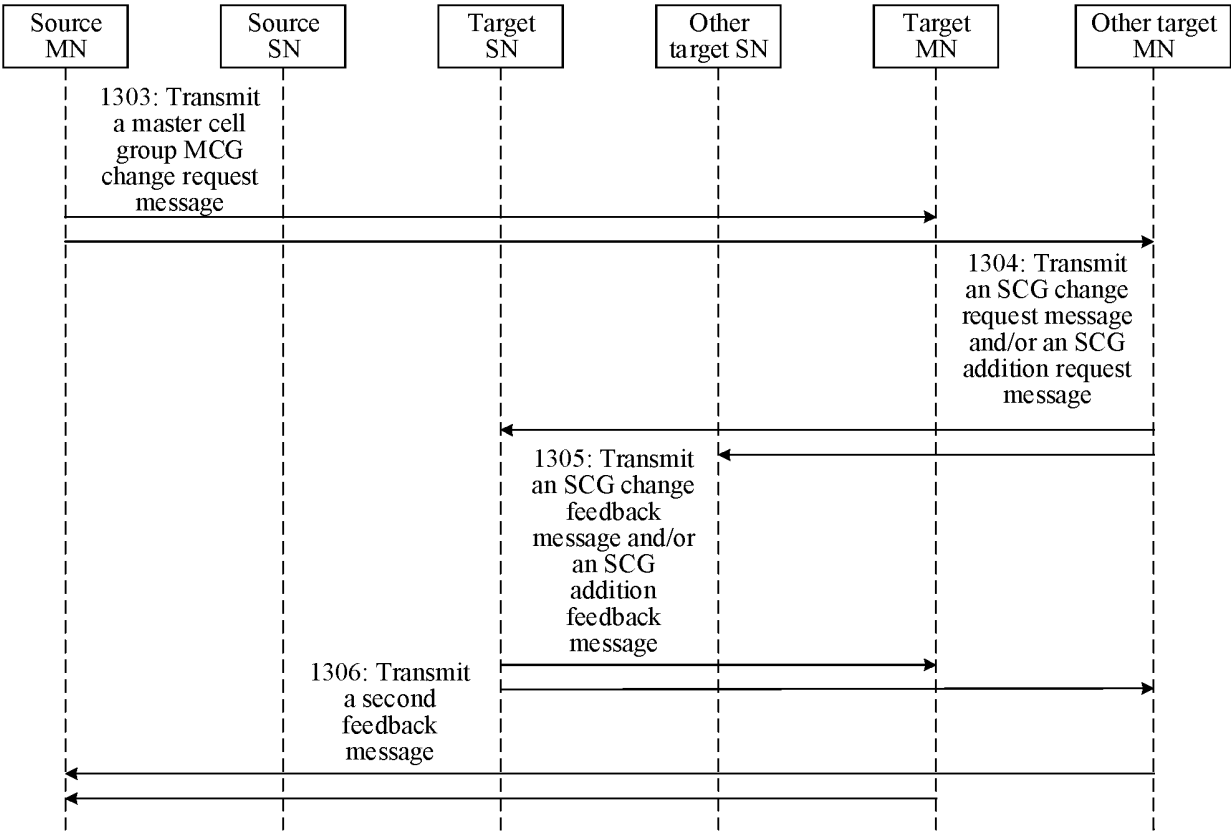 Source
MN
Source
SN
Target
SN
Other
target SN
Target
MN
Other target
MN
1303: Transmit
a master cell
group MCG
change request
message
1304: Transmit
an SCG change
request message
and/or an SCG
addition request
message
1305: Transmit
an SCG change
feedback
message and/or
an SCG
addition
feedback
message
1306: Transmit
a second
feedback
message